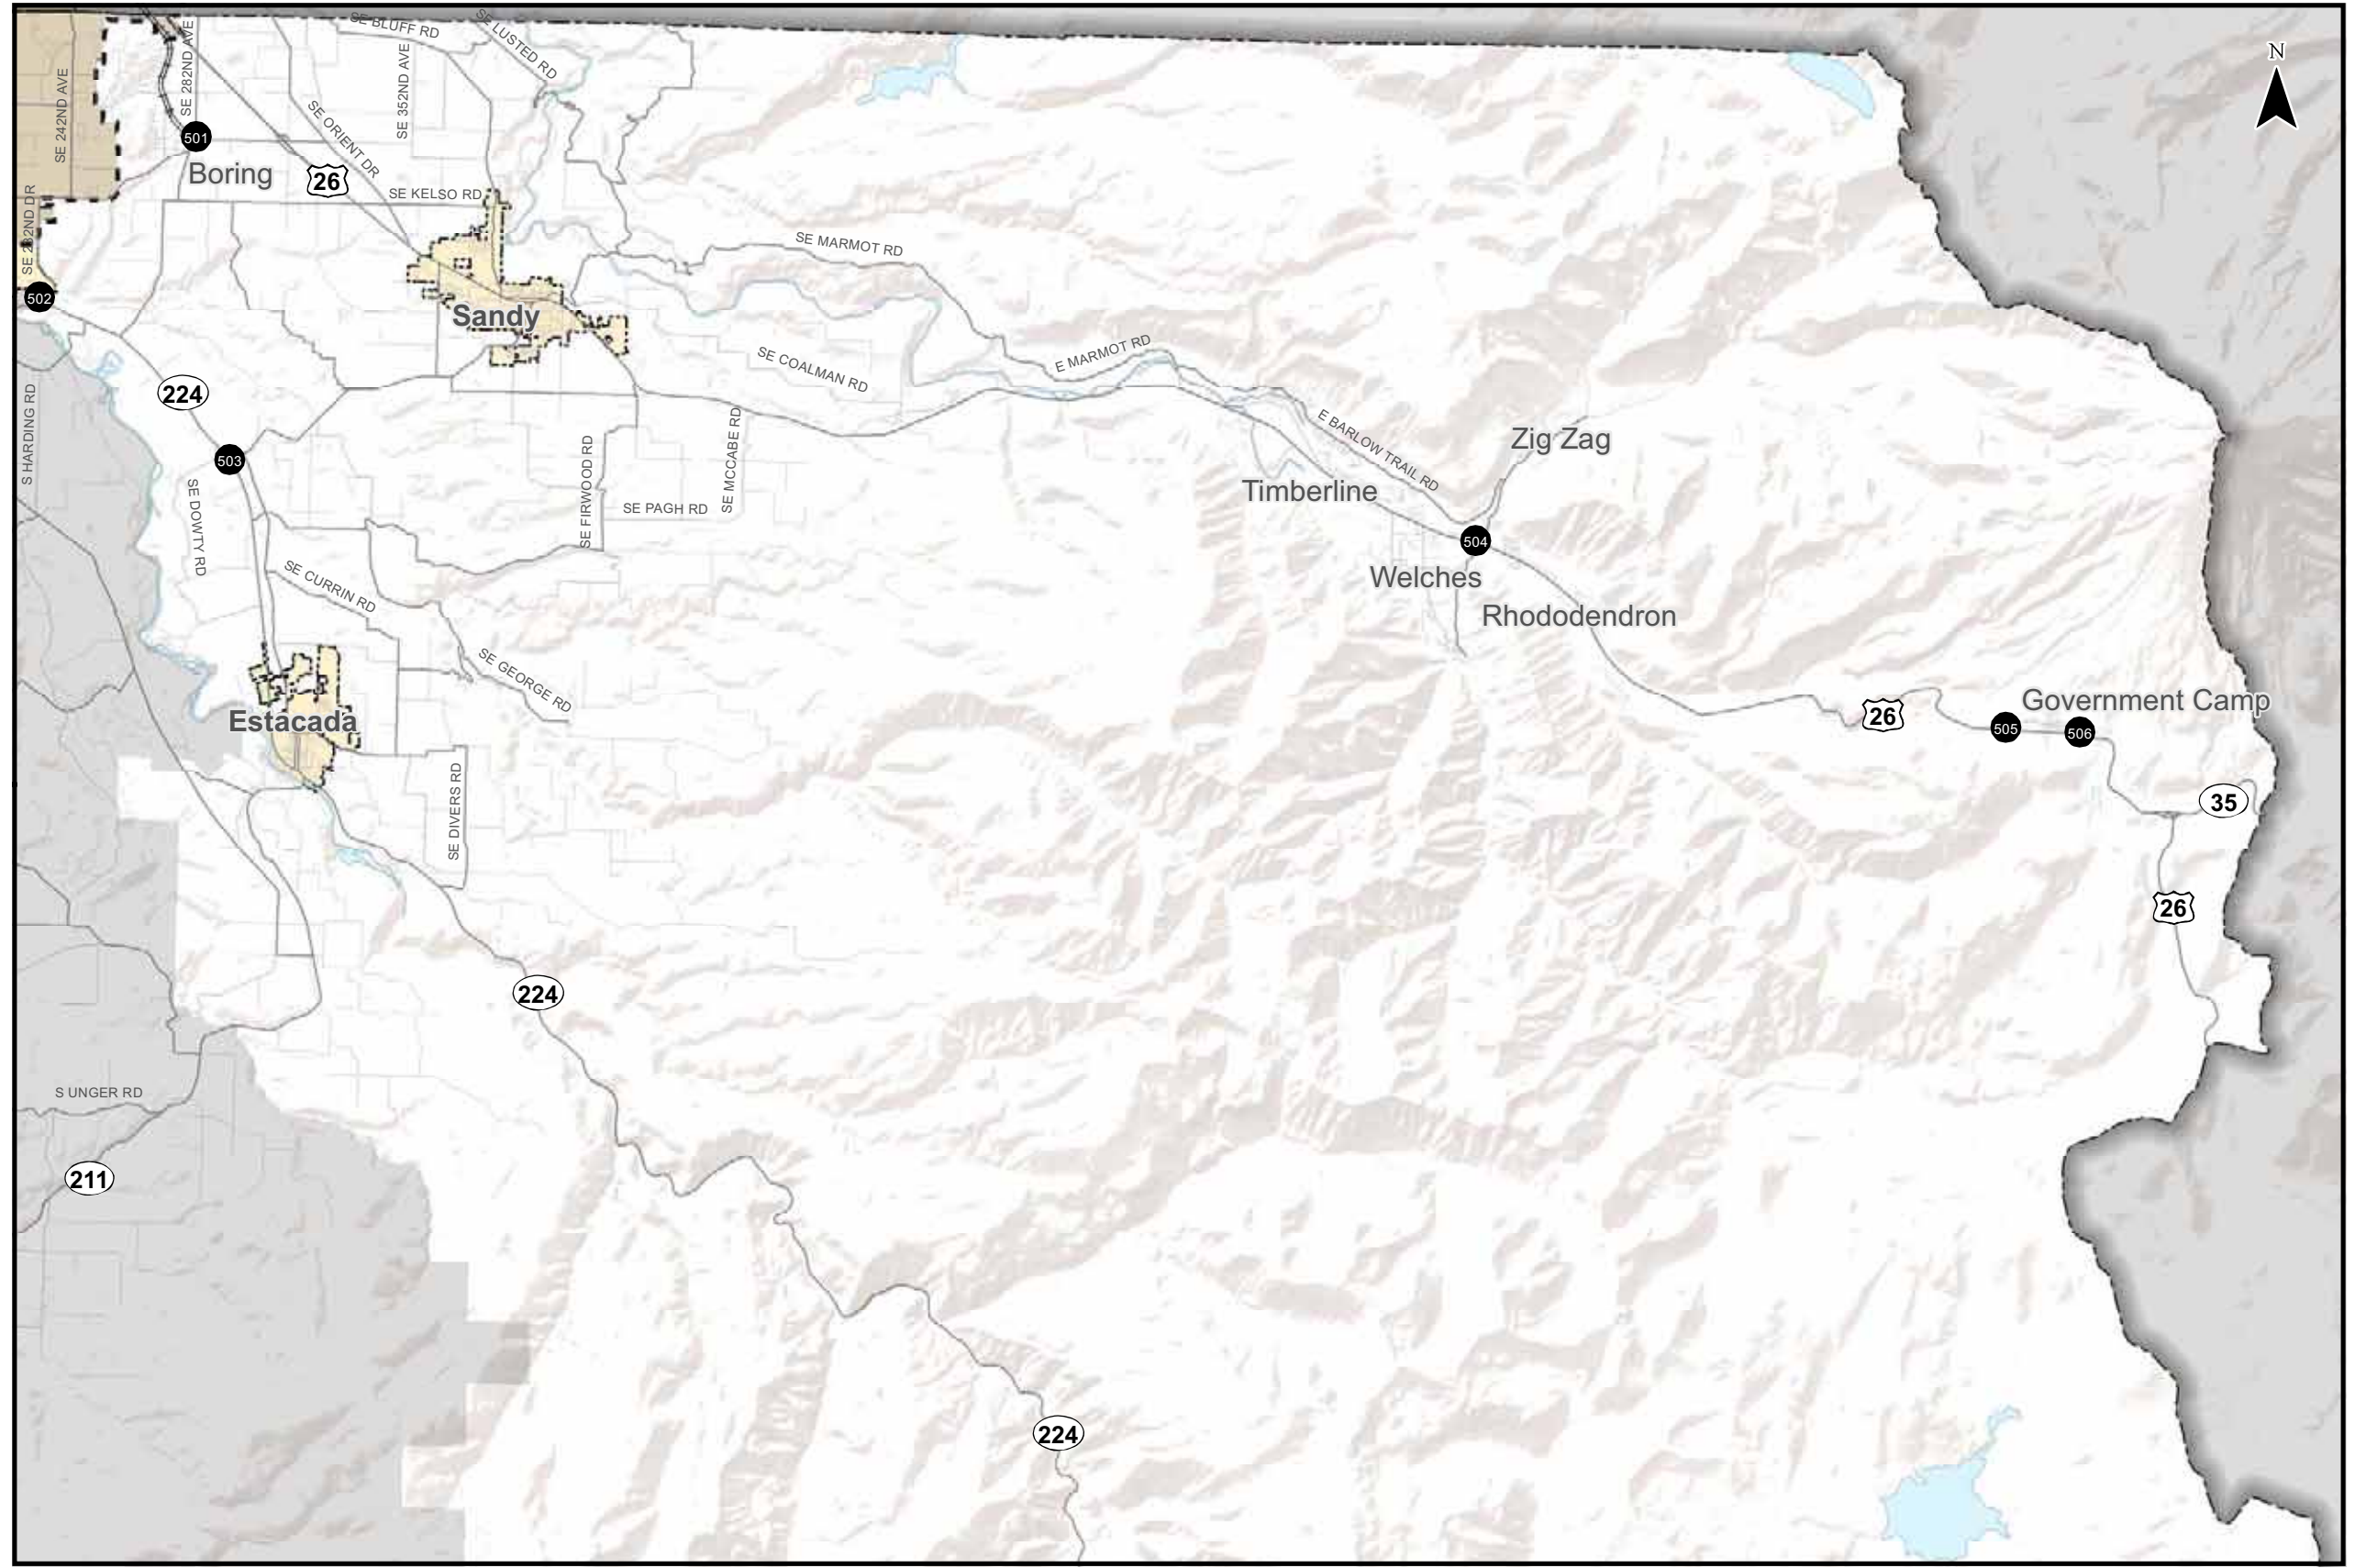 SE BLUFF RD
SE LUSTED RD
N
SE 242ND AVE
SE 282ND AVE
SE 352ND AVE
SE ORIENT DR
501
Boring
26
SE KELSO RD
SE 232ND DR
502
Sandy
SE MARMOT RD
SE COALMAN RD
E MARMOT RD
224
S HARDING RD
503
SE DOWTY RD
SE FIRWOOD RD
SE MCCABE RD
SE PAGH RD
E BARLOW TRAIL RD
Zig Zag
Timberline
504
Welches
Rhododendron
SE CURRIN RD
SE GEORGE RD
Estacada
Government Camp
26
505
506
35
SE DIVERS RD
26
224
S UNGER RD
211
224